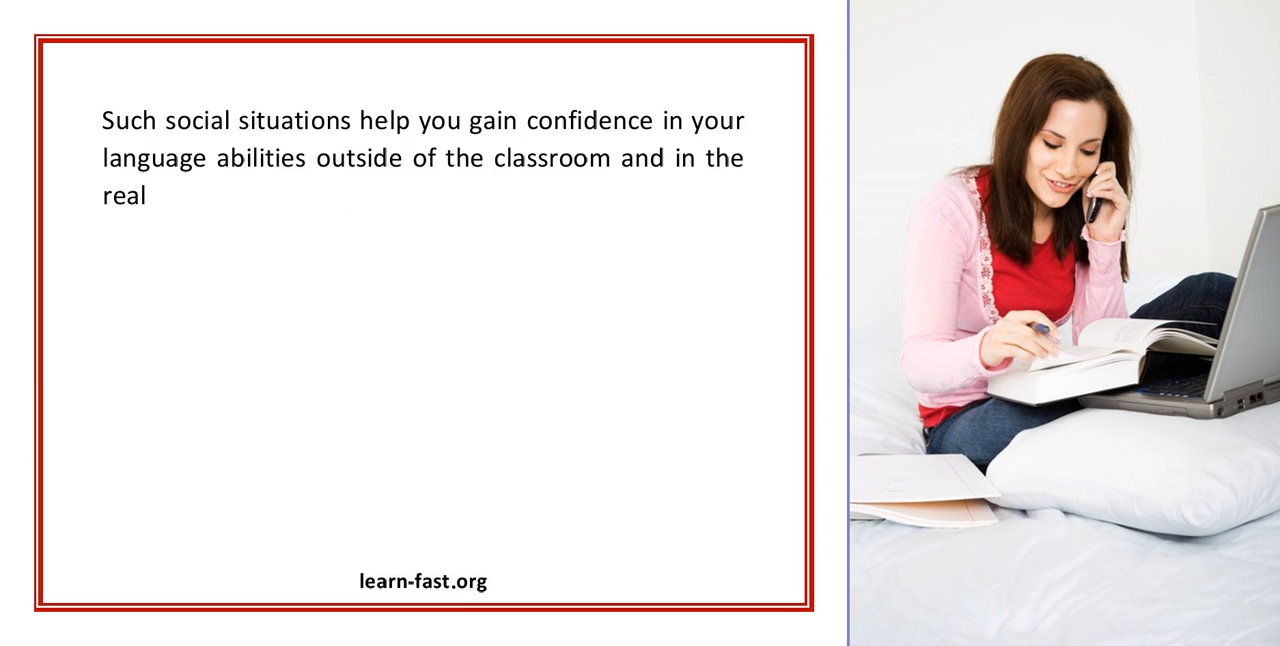 Such social situations help you gain confidence in your
language abilities outside of the classroom and in the
real
learn-fast.org